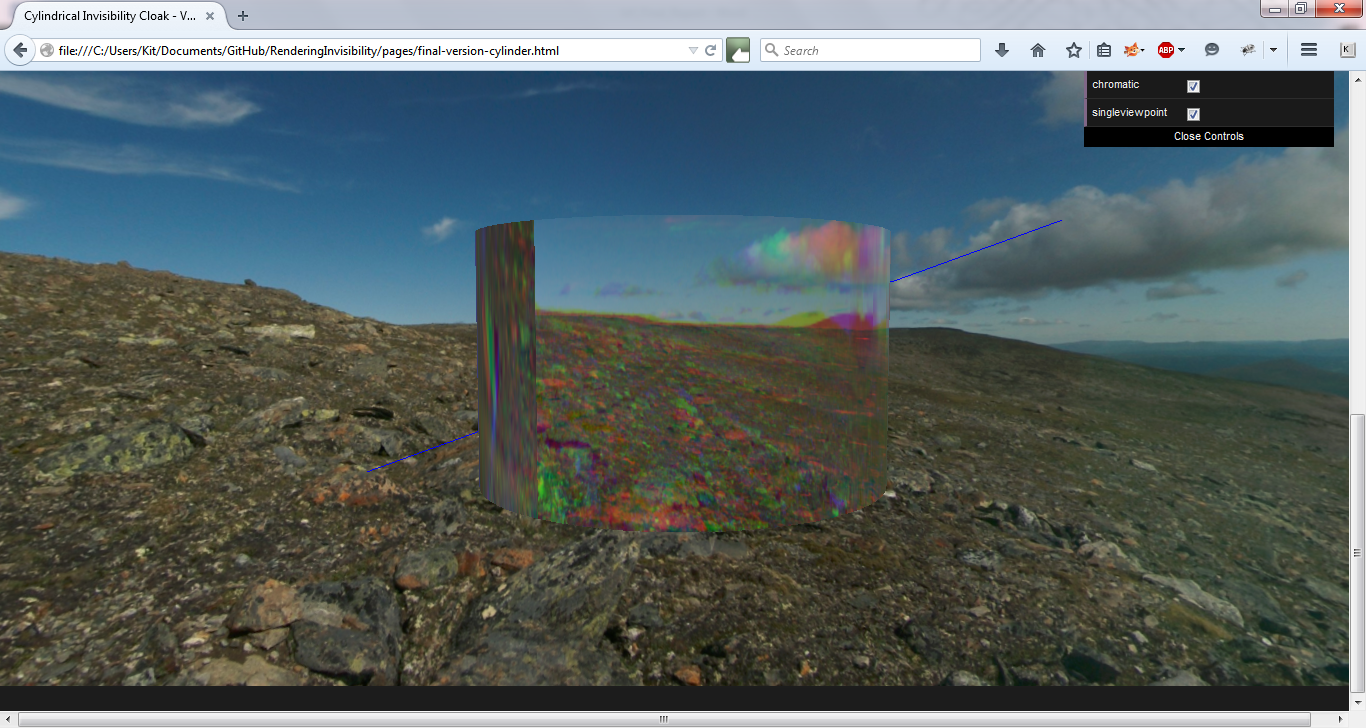 Cylindrical Invisibility Cloak - V...
file:///C:/Users/Kit/Documents/GitHub/RenderingInvisibility/pages/final-version-cylinder.html
Search
ABP
K
chromatic
singleviewpoint
Close Controls